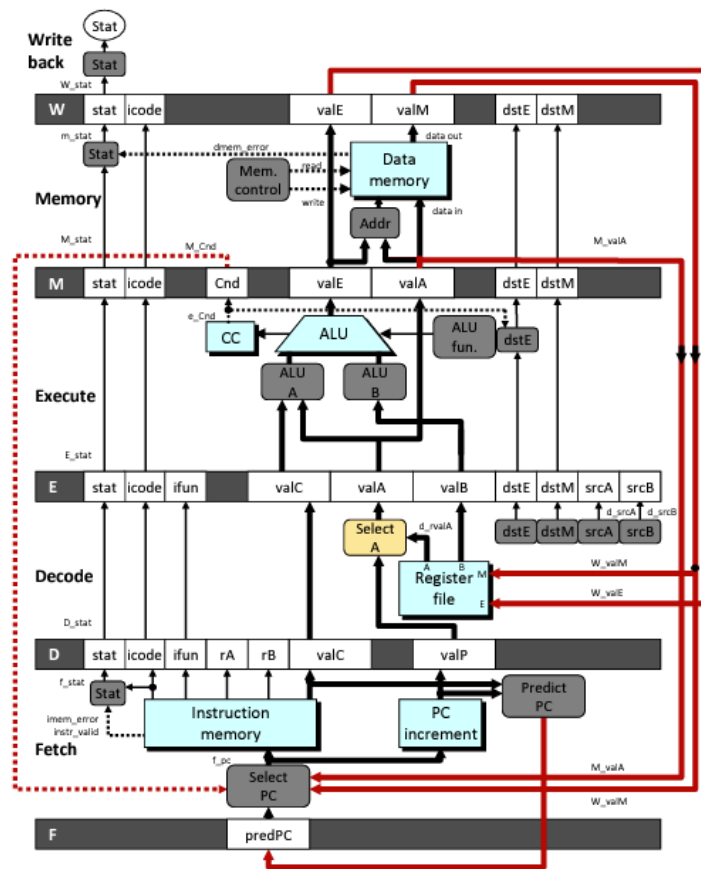 Stat
Write
back
Stat
W_stat
W
stat
icode
valE
valM
dstE
dstM
m_stat
data out
Stat
dmem_error
Mem.
control
read
write
Data
memory
Memory
Addr
data in
M_stat
M_Cnd
M_valA
M
stat
icode
Cnd
valE
valA
dstE
dstM
e_Cnd
CC
ALU
ALU
fun.
dstE
ALU
A
ALU
B
Execute
E_stat
E
stat
icode
ifun
valC
valA
valB
dstE
dstM
srcA
srcB
d_srcA
d_srcB
dstE
dstM
srcA
srcB
Select
A
d_rvalA
A
B
W_valM
Decode
Register
file
M
E
W_valE
D_stat
D
stat
icode
ifun
rA
rB
valC
valP
f_stat
Stat
Predict
PC
imem_error
instr_valid
Instruction
memory
PC
increment
Fetch
f_pc
Select
PC
M_valA
W_valM
F
predPC